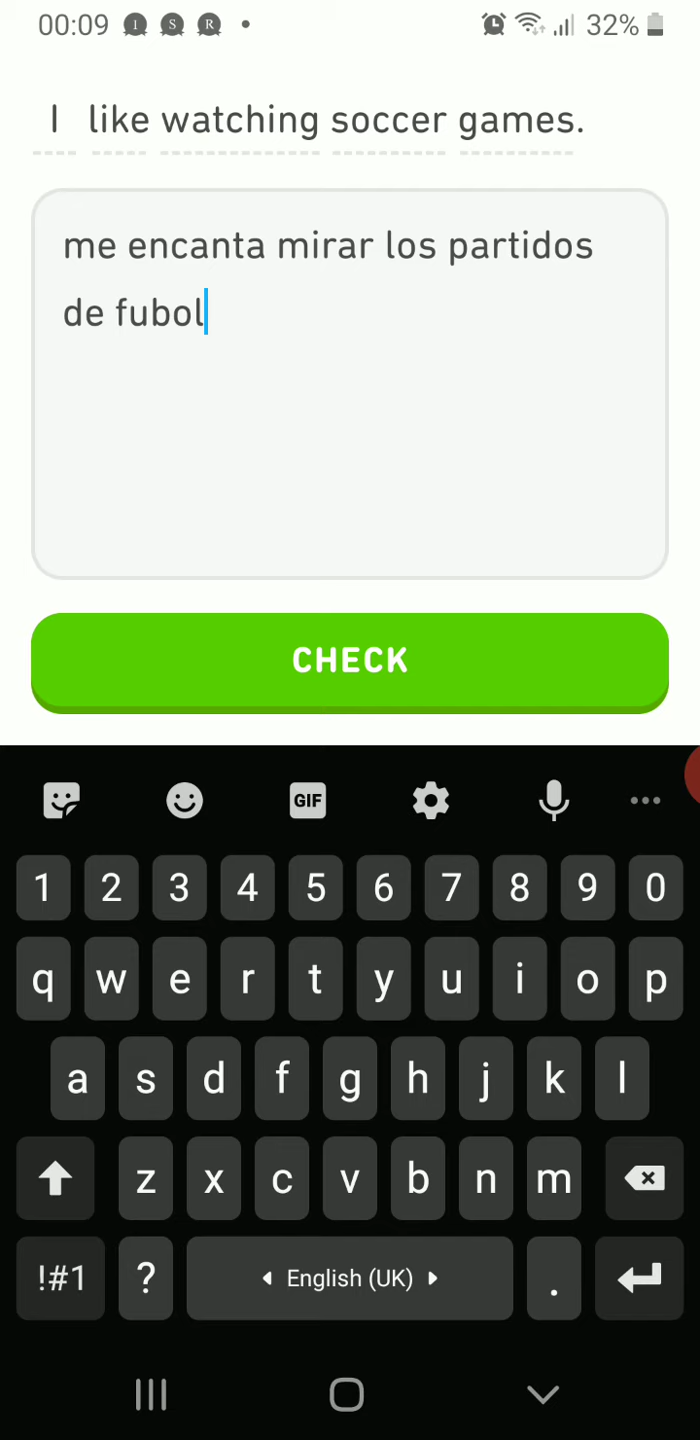 00:09 I S R • 32%
I like watching soccer games.
me encanta mirar los partidos
de fubol
CHECK
GIF
1 2 3 4 5 6 7 8 9 0
q w e r t y u i o p
a s d f g h j k l
z x c v b n m
!#1 ? English (UK) .